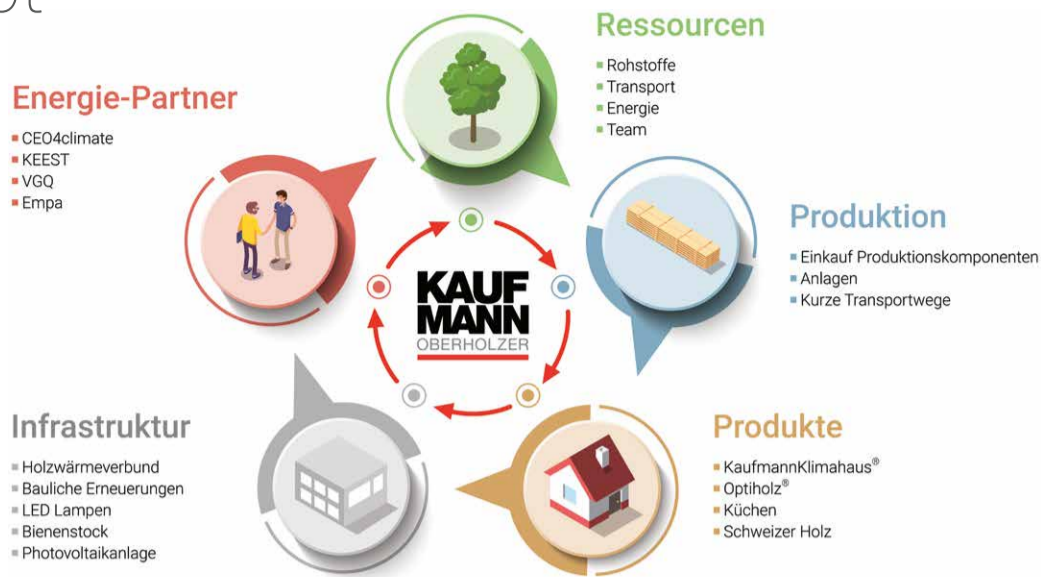 Ressourcen
Rohstoffe
Transport
Energie
Team
Energie-Partner
CEO4climate
KEEST
VGQ
Empa
Produktion
Einkauf Produktionskomponenten
Anlagen
Kurze Transportwege
KAUF
MANN
OBERHOLZER
Infrastruktur
Holzwärmeverbund
Bauliche Erneuerungen
LED Lampen
Bienenstock
Photovoltaikanlage
Produkte
KaufmannKlimahaus®
Optiholz®
Küchen
Schweizer Holz